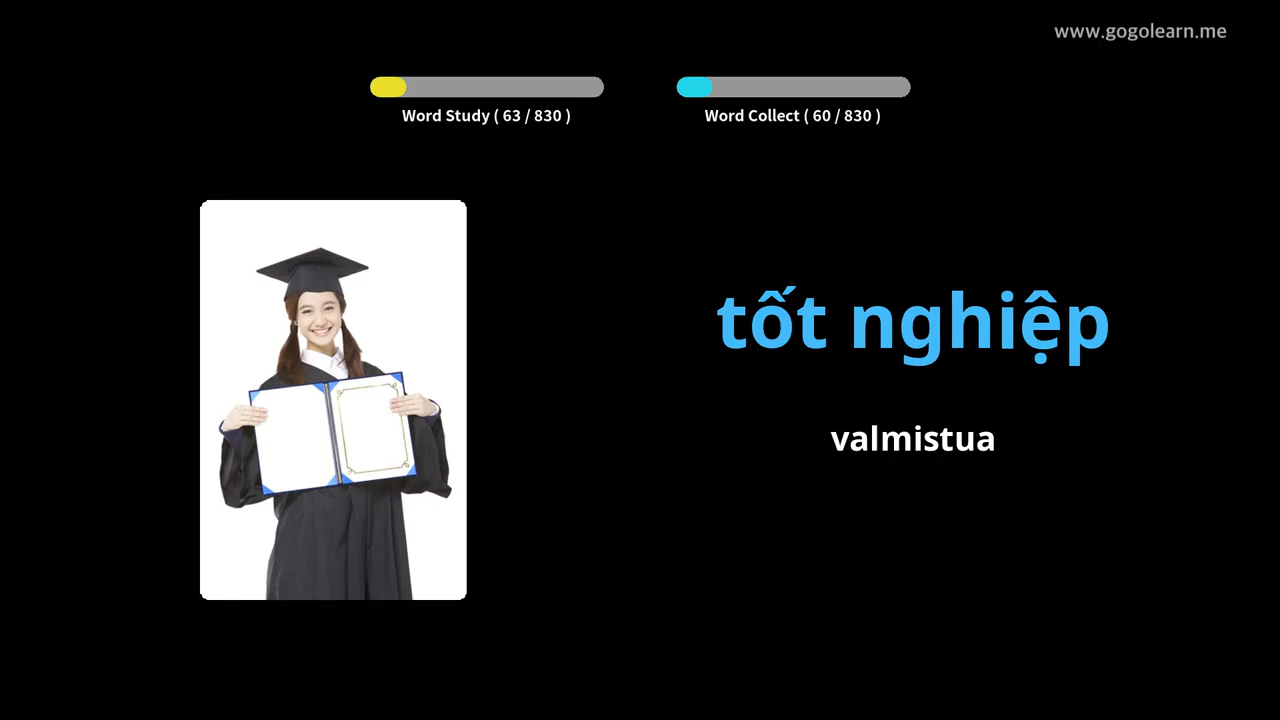 www.gogolearn.me
Word Study ( 63 / 830 )
Word Collect ( 60 / 830 )
tốt nghiệp
valmistua